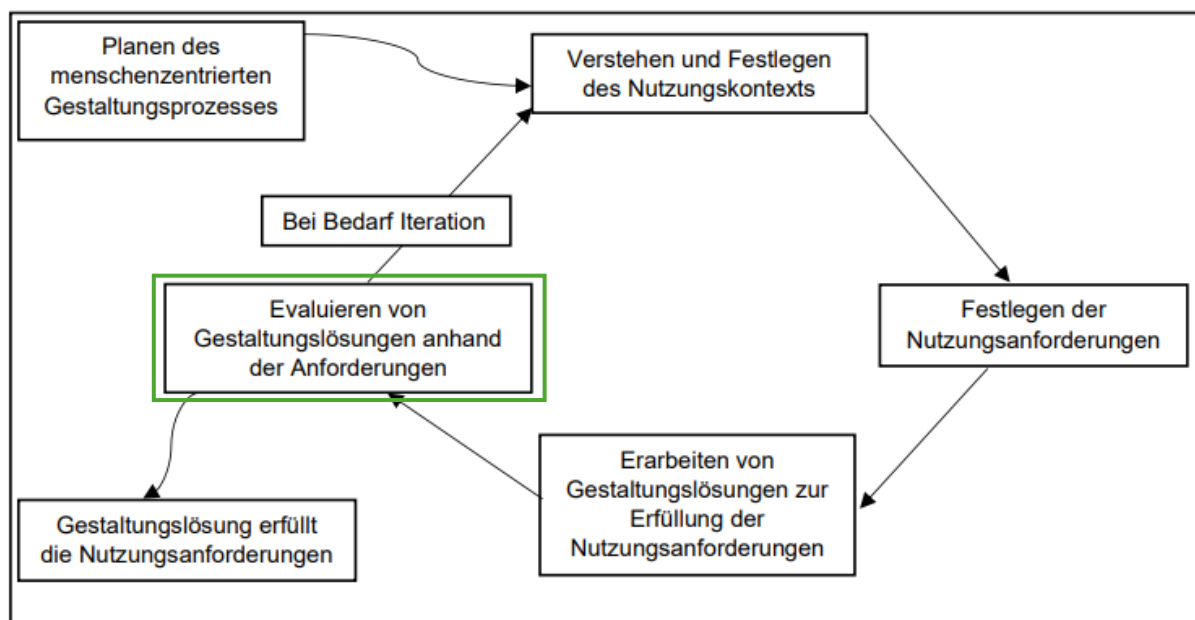 Planen des
menschenzentrierten
Gestaltungsprozesses
Verstehen und Festlegen
des Nutzungskontexts
Bei Bedarf Iteration
Evaluieren von
Gestaltungslösungen anhand
der Anforderungen
Festlegen der
Nutzungsanforderungen
Erarbeiten von
Gestaltungslösungen zur
Erfüllung der
Nutzungsanforderungen
Gestaltungslösung erfüllt
die Nutzungsanforderungen